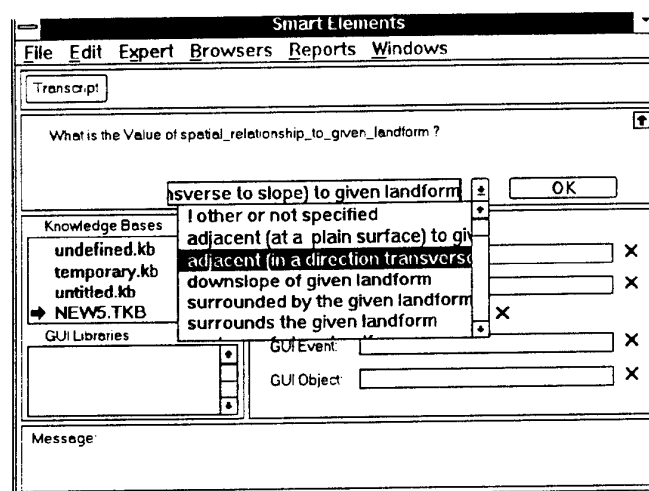 Smart Elements
File Edit Expert Browsers Reports Windows
Transcript
What is the Value of spatial_relationship_to_given_landform ?
nsverse to slope) to given landform
OK
! other or not specified
adjacent (at a plain surface) to giv
adjacent (in a direction transverse
downslope of given landform
surrounded by the given landform
surrounds the given landform
Knowledge Bases
undefined.kb
temporary.kb
untitled.kb
NEW5.TKB
GUI Libraries
GUI Event:
GUI Object:
Message: